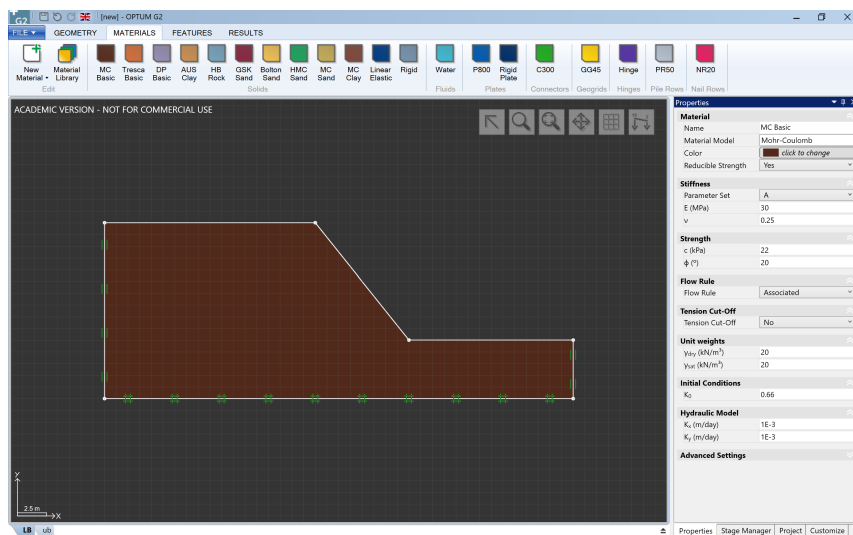 G2 [new] - OPTUM G2
FILE GEOMETRY MATERIALS FEATURES RESULTS
New Material Material Library MC Basic Tresca Basic DP Basic AUS Clay HB Rock GSK Sand Bolton Sand HMC Sand MC Sand MC Clay Linear Elastic Rigid Water P800 Rigid Plate C300 GG45 Hinge PR50 NR20
Edit Solids Fluids Plates Connectors Geogrids Hinges Pile Rows Nail Rows
ACADEMIC VERSION - NOT FOR COMMERCIAL USE
y
2.5 m
x
LB ub
Properties
Material
Name MC Basic
Material Model Mohr-Coulomb
Color click to change
Reducible Strength Yes
Stiffness
Parameter Set A
E (MPa) 30
ν 0.25
Strength
c (kPa) 22
ϕ (°) 20
Flow Rule
Flow Rule Associated
Tension Cut-Off
Tension Cut-Off No
Unit weights
γdry (kN/m³) 20
γsat (kN/m³) 20
Initial Conditions
K₀ 0.66
Hydraulic Model
Kx (m/day) 1E-3
Ky (m/day) 1E-3
Advanced Settings
Properties Stage Manager Project Customize